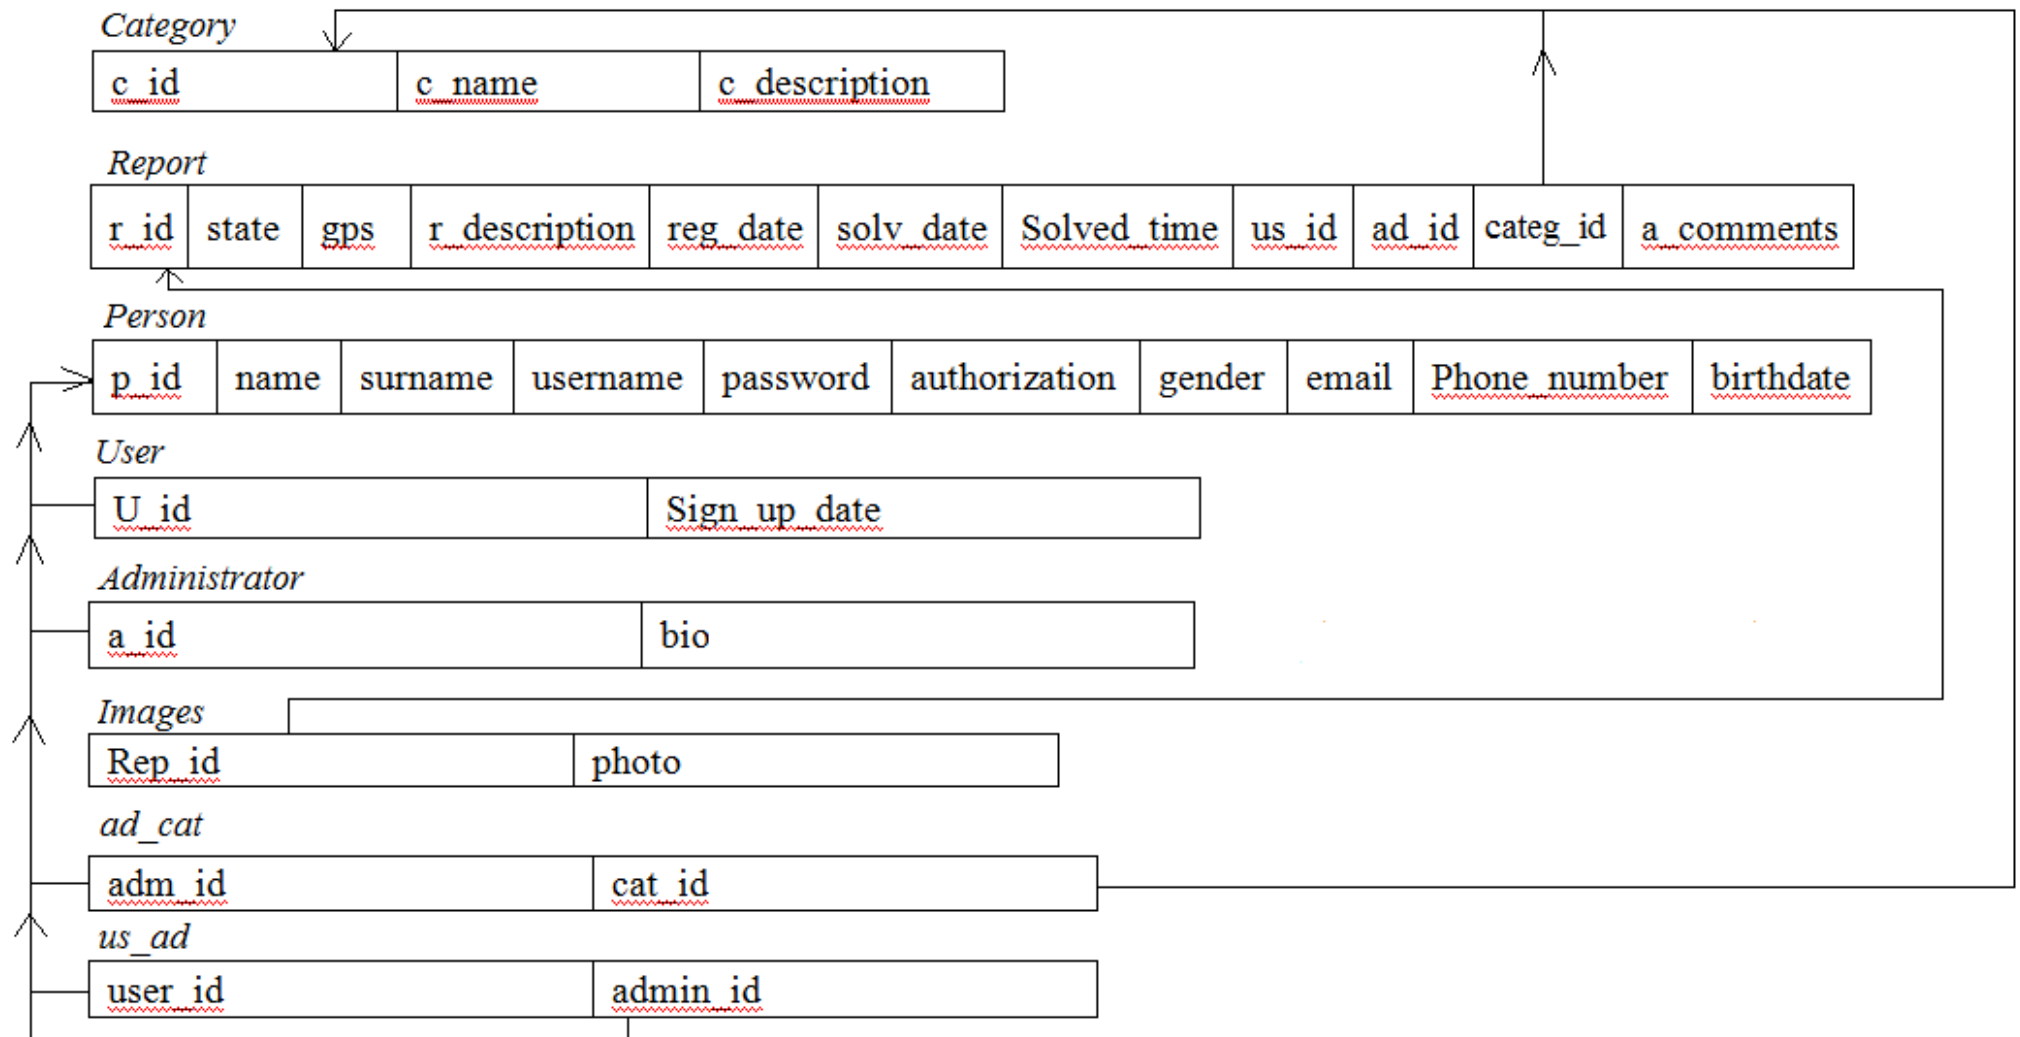 Category
c_id c_name c_description
Report
r_id state gps r_description reg_date solv_date Solved_time us_id ad_id categ_id a_comments
Person
p_id name surname username password authorization gender email Phone_number birthdate
User
U_id Sign_up_date
Administrator
a_id bio
Images
Rep_id photo
ad_cat
adm_id cat_id
us_ad
user_id admin_id